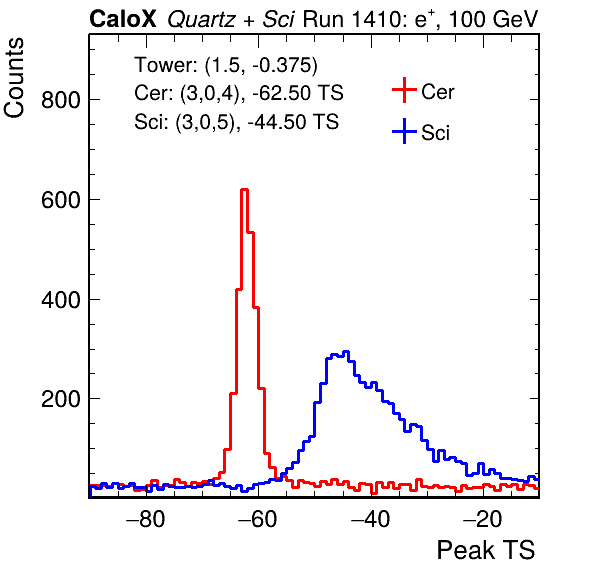 CaloX Quartz + Sci Run 1410: e+, 100 GeV
Counts
Tower: (1.5, -0.375)
Cer: (3,0,4), -62.50 TS
Sci: (3,0,5), -44.50 TS
Cer
Sci
800
600
400
200
−80 −60 −40 −20
Peak TS